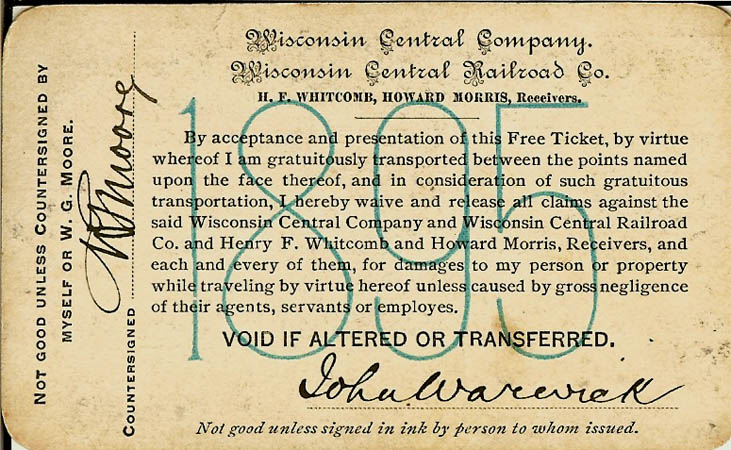 Wisconsin Central Company.
Wisconsin Central Railroad Co.
H. F. WHITCOMB, HOWARD MORRIS, Receivers.
1895
By acceptance and presentation of this Free Ticket, by virtue
whereof I am gratuitously transported between the points named
upon the face thereof, and in consideration of such gratuitous
transportation, I hereby waive and release all claims against the
said Wisconsin Central Company and Wisconsin Central Railroad
Co. and Henry F. Whitcomb and Howard Morris, Receivers, and
each and every of them, for damages to my person or property
while traveling by virtue hereof unless caused by gross negligence
of their agents, servants or employes.
VOID IF ALTERED OR TRANSFERRED.
John Warwick
Not good unless signed in ink by person to whom issued.
NOT GOOD UNLESS COUNTERSIGNED BY
MYSELF OR W. G. MOORE.
COUNTERSIGNED WG Moore